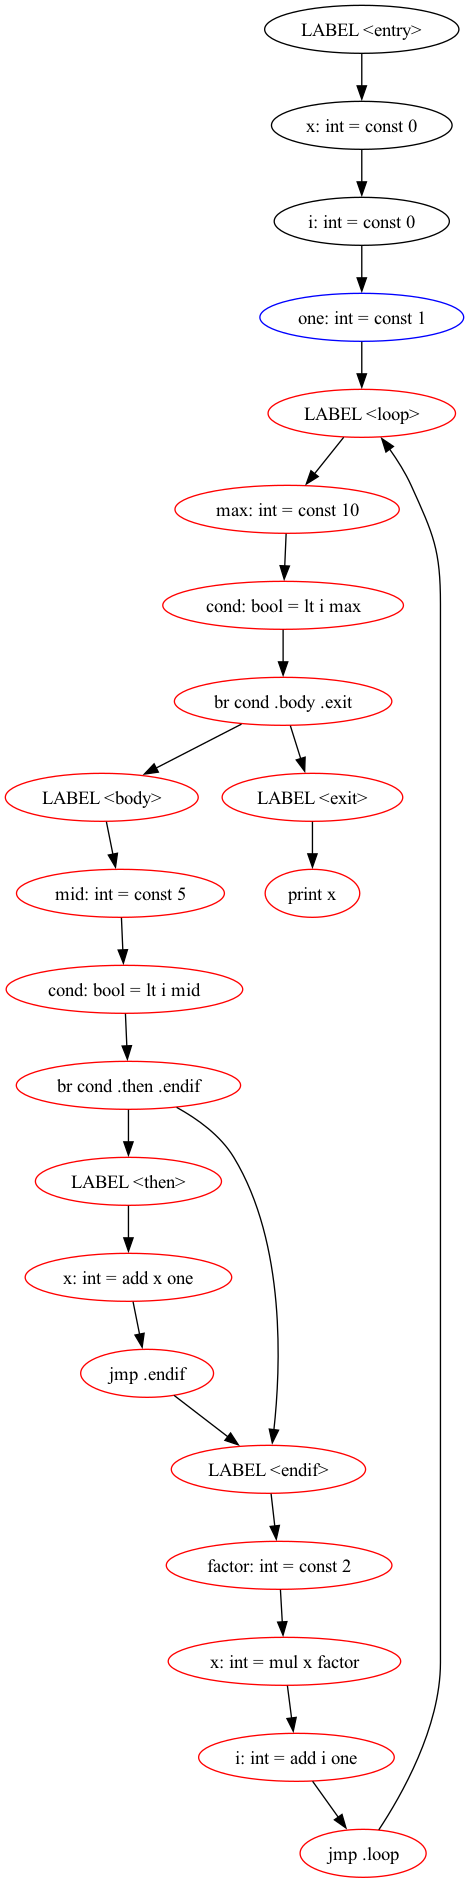 LABEL <entry>
x: int = const 0
i: int = const 0
one: int = const 1
LABEL <loop>
max: int = const 10
cond: bool = lt i max
br cond .body .exit
LABEL <body>
LABEL <exit>
mid: int = const 5
print x
cond: bool = lt i mid
br cond .then .endif
LABEL <then>
x: int = add x one
jmp .endif
LABEL <endif>
factor: int = const 2
x: int = mul x factor
i: int = add i one
jmp .loop